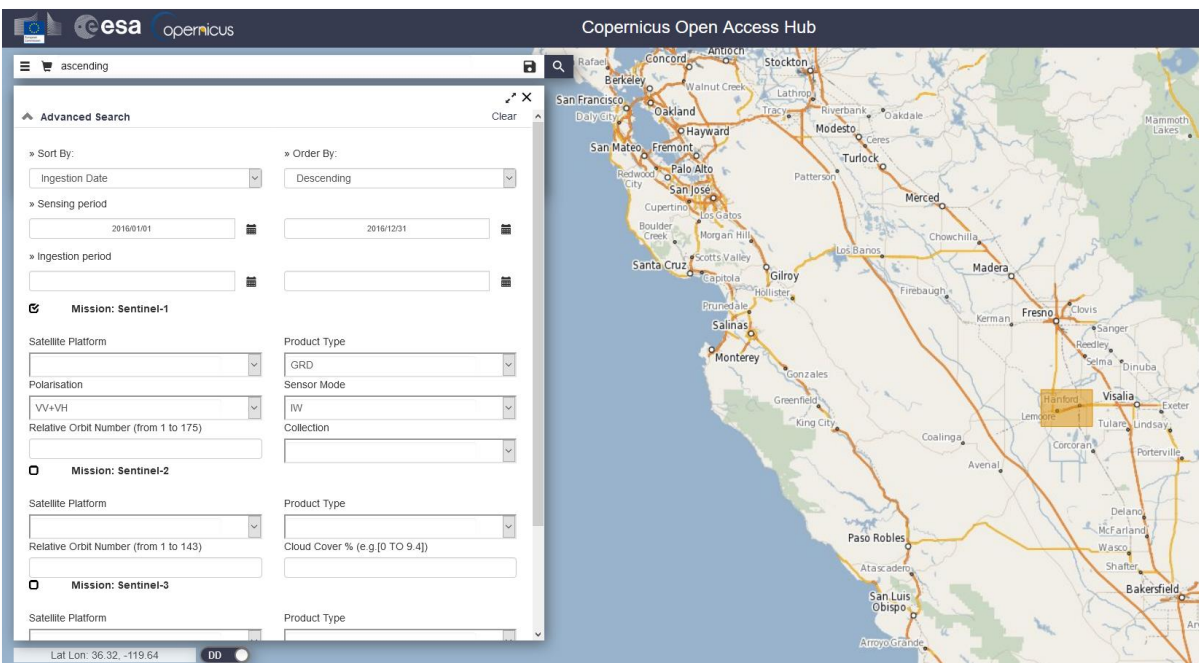 esa opernicus
Copernicus Open Access Hub
ascending
Advanced Search
Clear
» Sort By:
» Order By:
Ingestion Date
Descending
» Sensing period
2016/01/01
2016/12/31
» Ingestion period
Mission: Sentinel-1
Satellite Platform
Product Type
GRD
Polarisation
Sensor Mode
VV+VH
IW
Relative Orbit Number (from 1 to 175)
Collection
Mission: Sentinel-2
Satellite Platform
Product Type
Relative Orbit Number (from 1 to 143)
Cloud Cover % (e.g.[0 TO 9.4])
Mission: Sentinel-3
Satellite Platform
Product Type
Lat Lon: 36.32, -119.64
DD
Rafael
Concord
Antioch
Stockton
Berkeley
Walnut Creek
Lathrop
San Francisco
Oakland
Tracy
Riverbank
Oakdale
Daly City
Hayward
Modesto
Ceres
Mammoth
Lakes
San Mateo
Fremont
Turlock
Redwood
City
Palo Alto
Patterson
San José
Merced
Cupertino
Los Gatos
Boulder
Creek
Morgan Hill
Chowchilla
Scotts Valley
Los Banos
Santa Cruz
Capitola
Gilroy
Madera
Hollister
Firebaugh
Prunedale
Kerman
Fresno
Clovis
Salinas
Sanger
Reedley
Monterey
Selma
Dinuba
Gonzales
Greenfield
Hanford
Visalia
Exeter
King City
Lemoore
Tulare
Lindsay
Coalinga
Corcoran
Porterville
Avenal
Delano
McFarland
Paso Robles
Wasco
Atascadero
Shafter
San Luis
Obispo
Bakersfield
Arroyo Grande